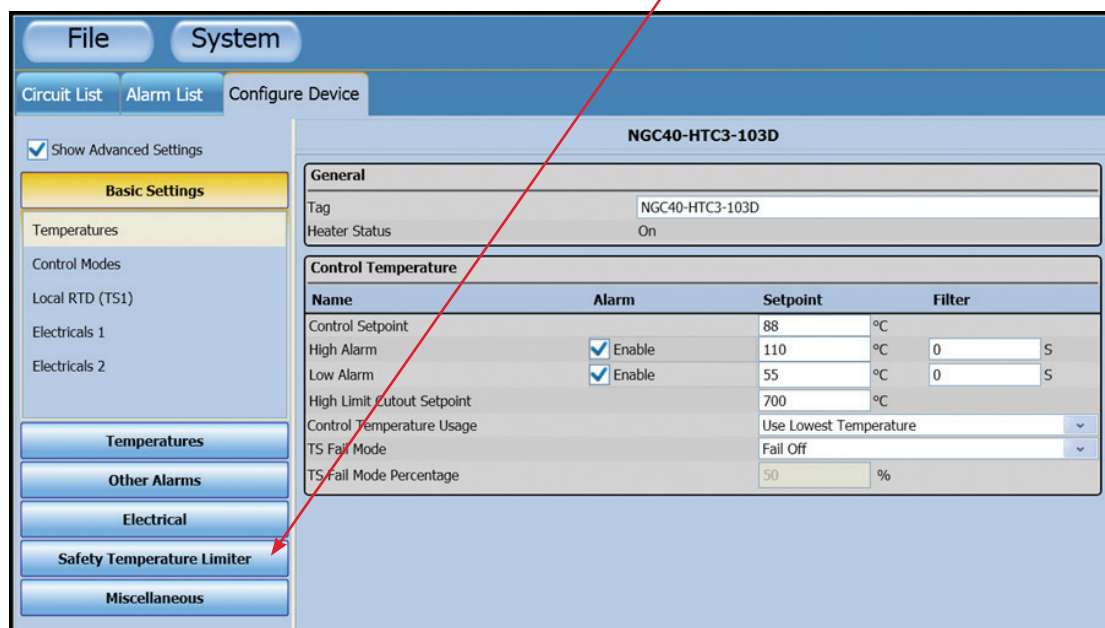 File System
Circuit List Alarm List Configure Device
Show Advanced Settings
Basic Settings
Temperatures
Control Modes
Local RTD (TS1)
Electricals 1
Electricals 2
Temperatures
Other Alarms
Electrical
Safety Temperature Limiter
Miscellaneous
NGC40-HTC3-103D
General
Tag NGC40-HTC3-103D
Heater Status On
Control Temperature
Name Alarm Setpoint Filter
Control Setpoint 88 °C
High Alarm Enable 110 °C 0 S
Low Alarm Enable 55 °C 0 S
High Limit Cutout Setpoint 700 °C
Control Temperature Usage Use Lowest Temperature
TS Fail Mode Fail Off
TS Fail Mode Percentage 50 %